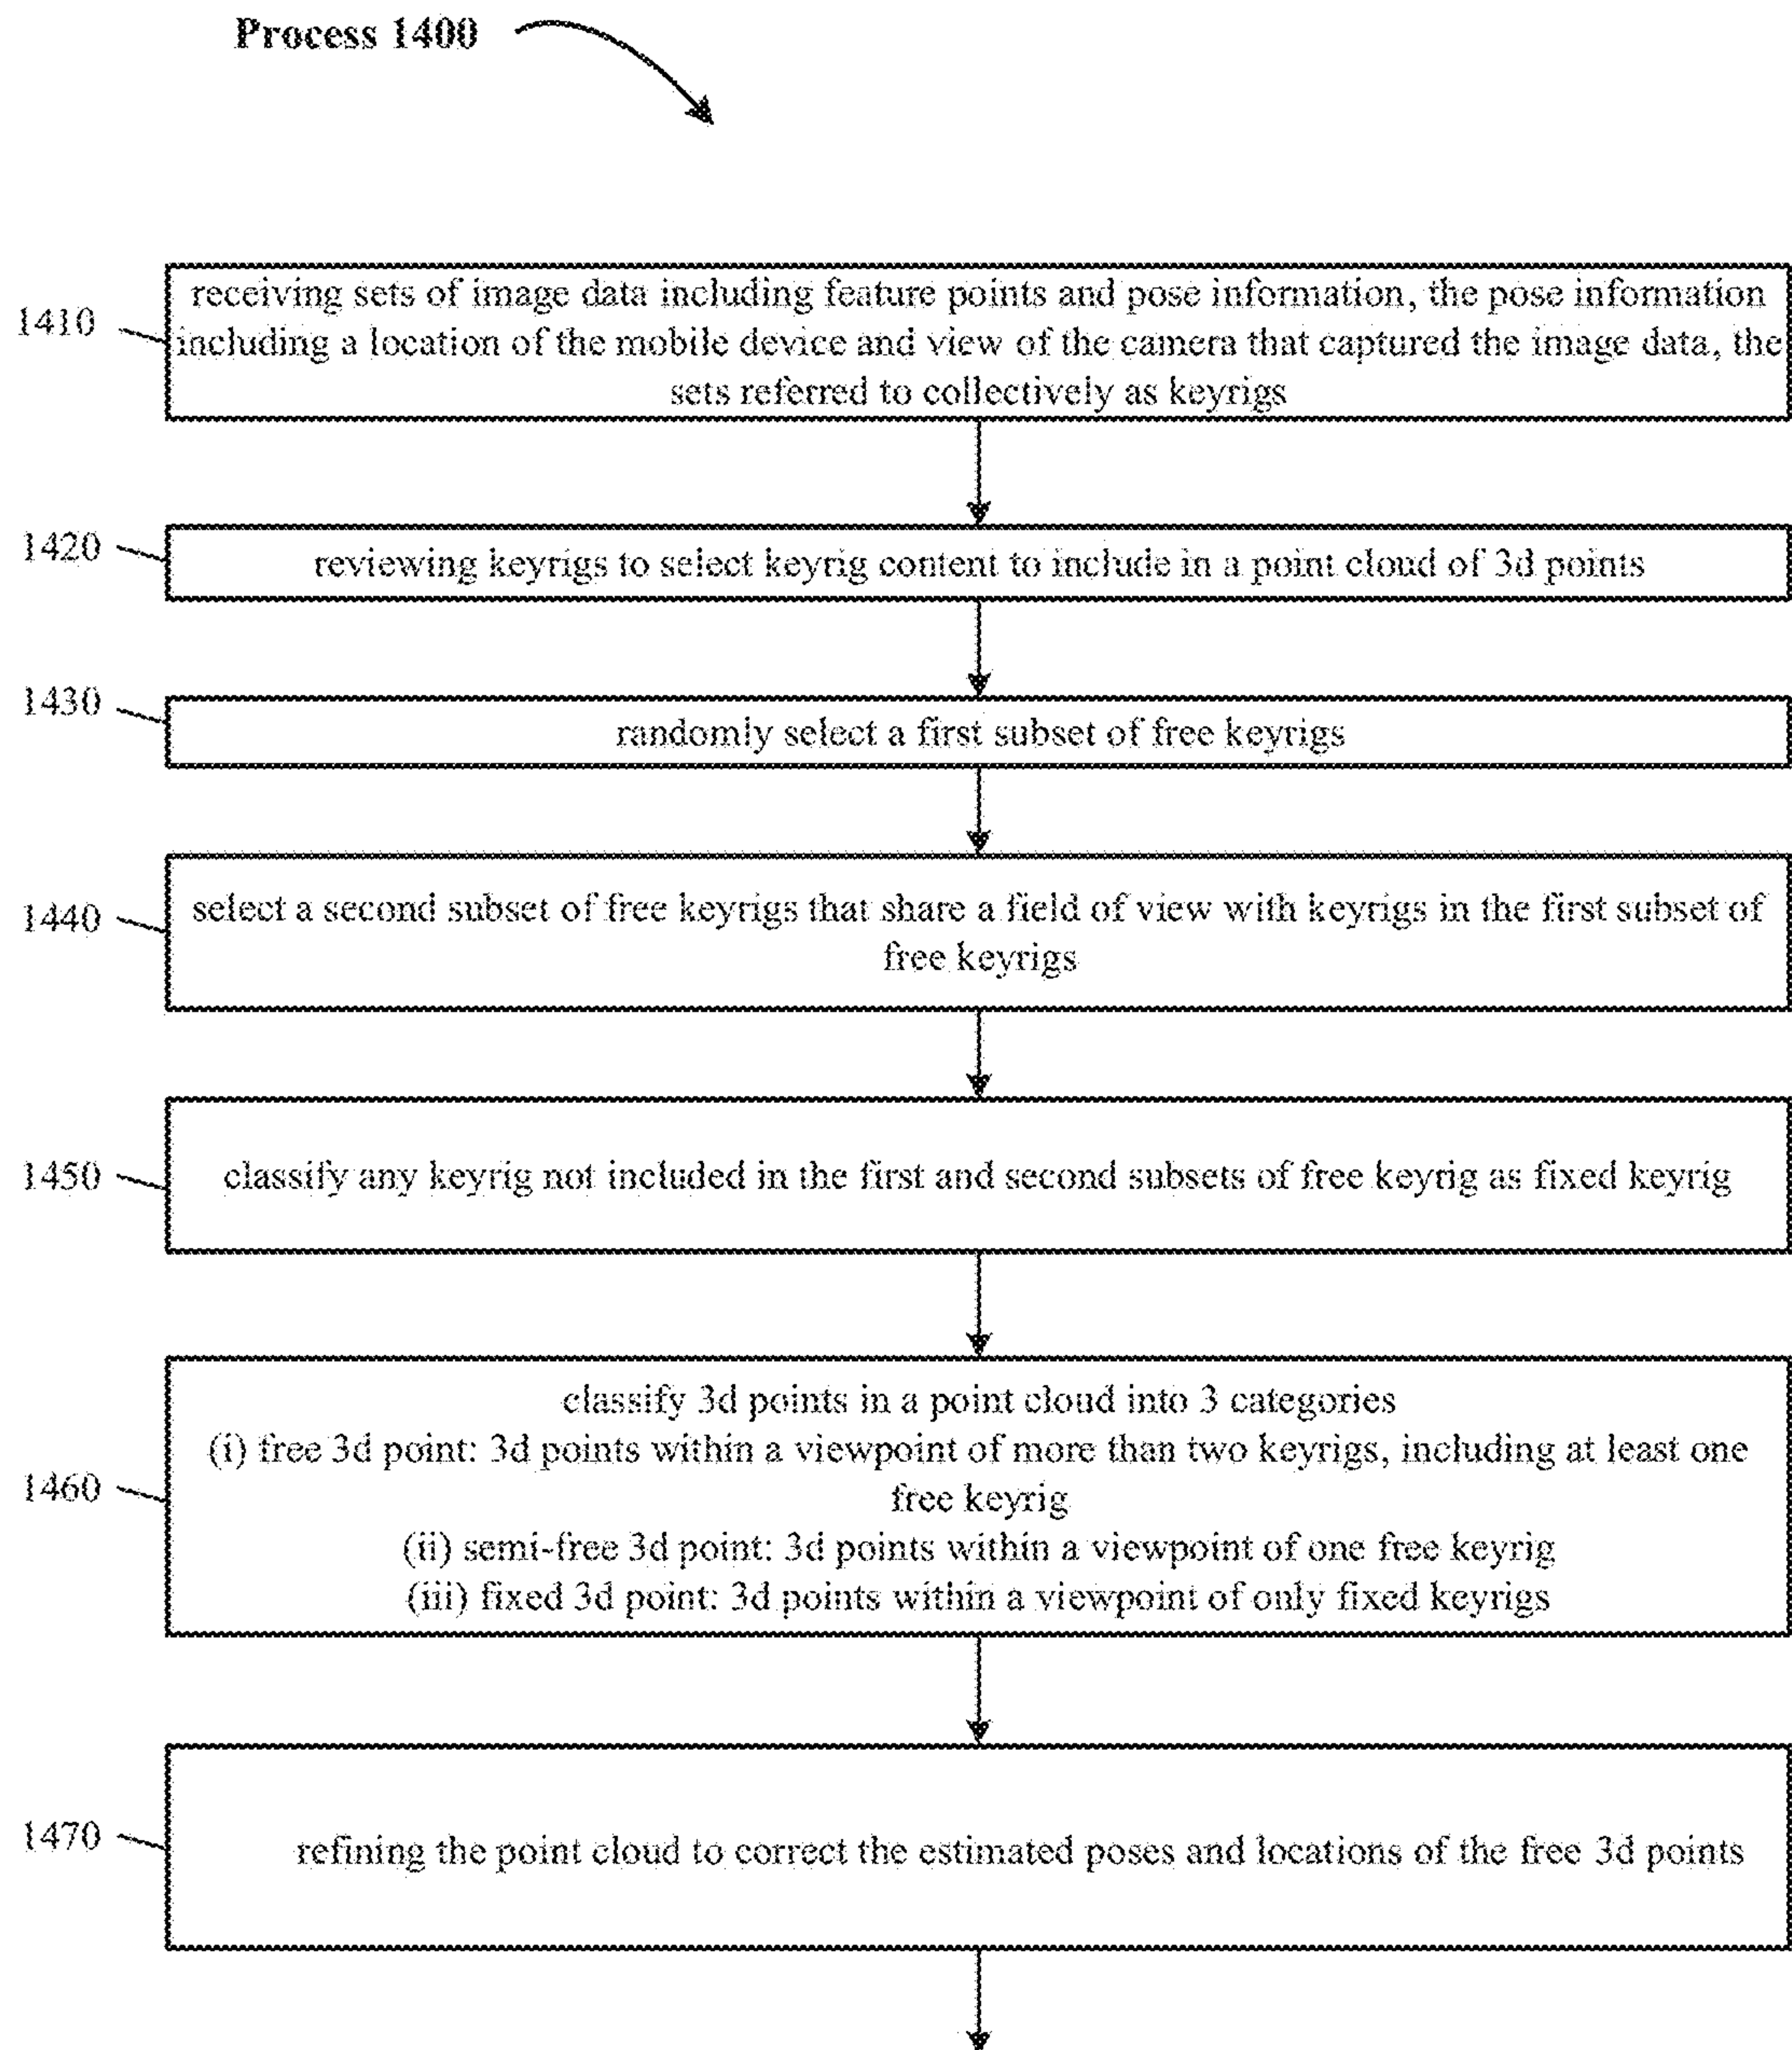 Process 1400
1410
receiving sets of image data including feature points and pose information, the pose information
including a location of the mobile device and view of the camera that captured the image data, the
sets referred to collectively as keyrigs
1420
reviewing keyrigs to select keyrig content to include in a point cloud of 3d points
1430
randomly select a first subset of free keyrigs
1440
select a second subset of free keyrigs that share a field of view with keyrigs in the first subset of
free keyrigs
1450
classify any keyrig not included in the first and second subsets of free keyrig as fixed keyrig
1460
classify 3d points in a point cloud into 3 categories
(i) free 3d point: 3d points within a viewpoint of more than two keyrigs, including at least one
free keyrig
(ii) semi-free 3d point: 3d points within a viewpoint of one free keyrig
(iii) fixed 3d point: 3d points within a viewpoint of only fixed keyrigs
1470
refining the point cloud to correct the estimated poses and locations of the free 3d points